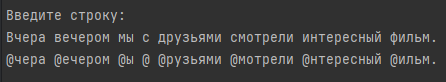 Введите строку:
Вчера вечером мы с друзьями смотрели интересный фильм.
@чера @ечером @ы @ @рузьями @мотрели @нтересный @ильм.